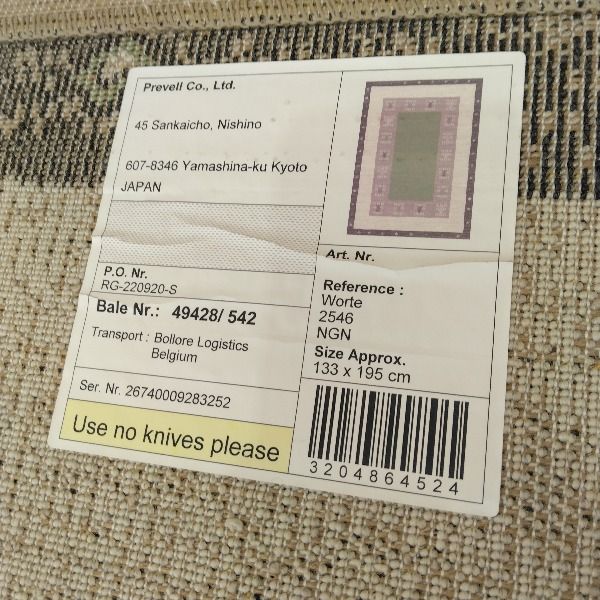 Prevell Co., Ltd.
45 Sankaicho, Nishino
607-8346 Yamashina-ku Kyoto
JAPAN
P.O. Nr.
RG-220920-S
Bale Nr.: 49428/ 542
Transport : Bollore Logistics
Belgium
Ser. Nr. 26740009283252
Use no knives please
Art. Nr.
Reference :
Worte
2546
NGN
Size Approx.
133 x 195 cm
3204864524